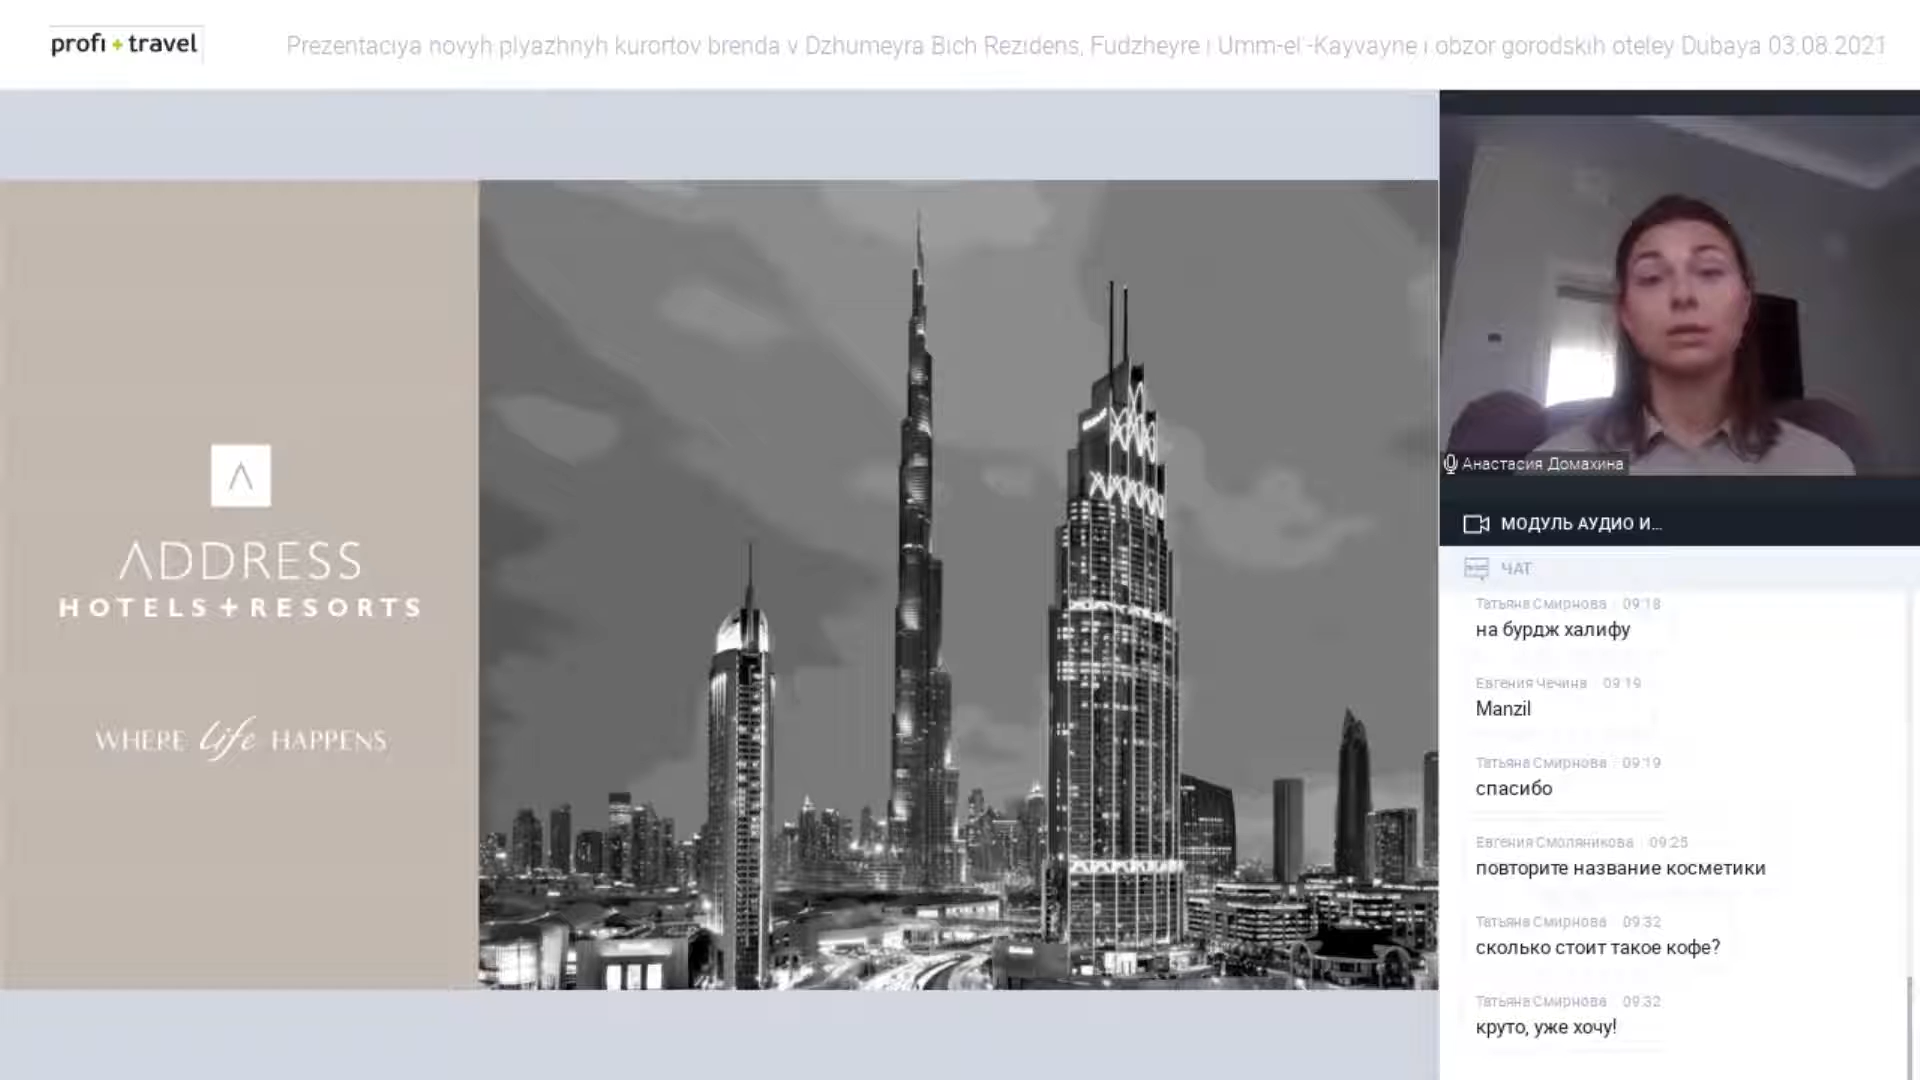 profi + travel
Prezentaciya novyh plyazhnyh kurortov brenda v Dzhumeyra Bich Rezidens, Fudzheyre i Umm-el'-Kayvayne i obzor gorodskih oteley Dubaya 03.08.2021
ADDRESS
HOTELS + RESORTS
WHERE life HAPPENS
Анастасия Домахина
МОДУЛЬ АУДИО И...
ЧАТ
Татьяна Смирнова 09:18
на бурдж халифу
Евгения Чечина 09:19
Manzil
Татьяна Смирнова 09:19
спасибо
Евгения Смоляникова 09:25
повторите название косметики
Татьяна Смирнова 09:32
сколько стоит такое кофе?
Татьяна Смирнова 09:32
круто, уже хочу!